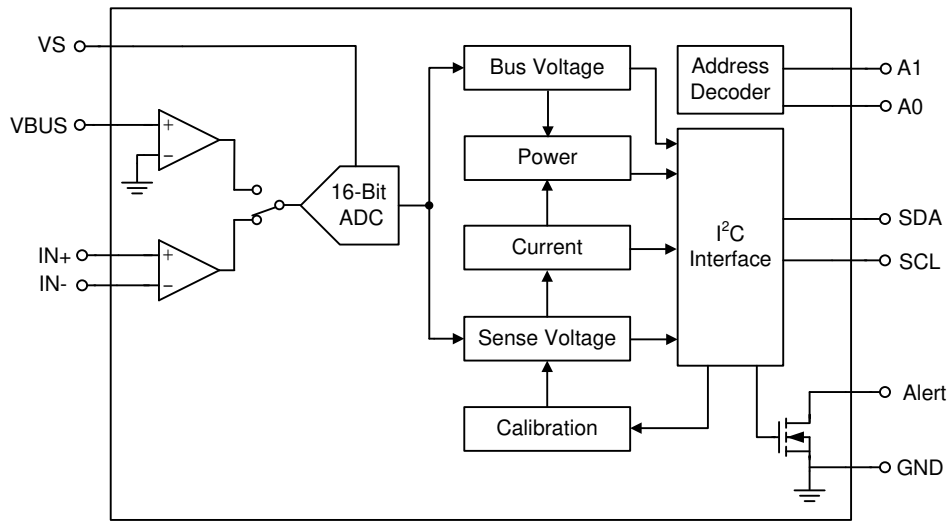 VS
VBUS
+
−
IN+
IN-
+
−
16-Bit
ADC
Bus Voltage
Power
Current
Sense Voltage
Calibration
Address
Decoder
I²C
Interface
A1
A0
SDA
SCL
Alert
GND